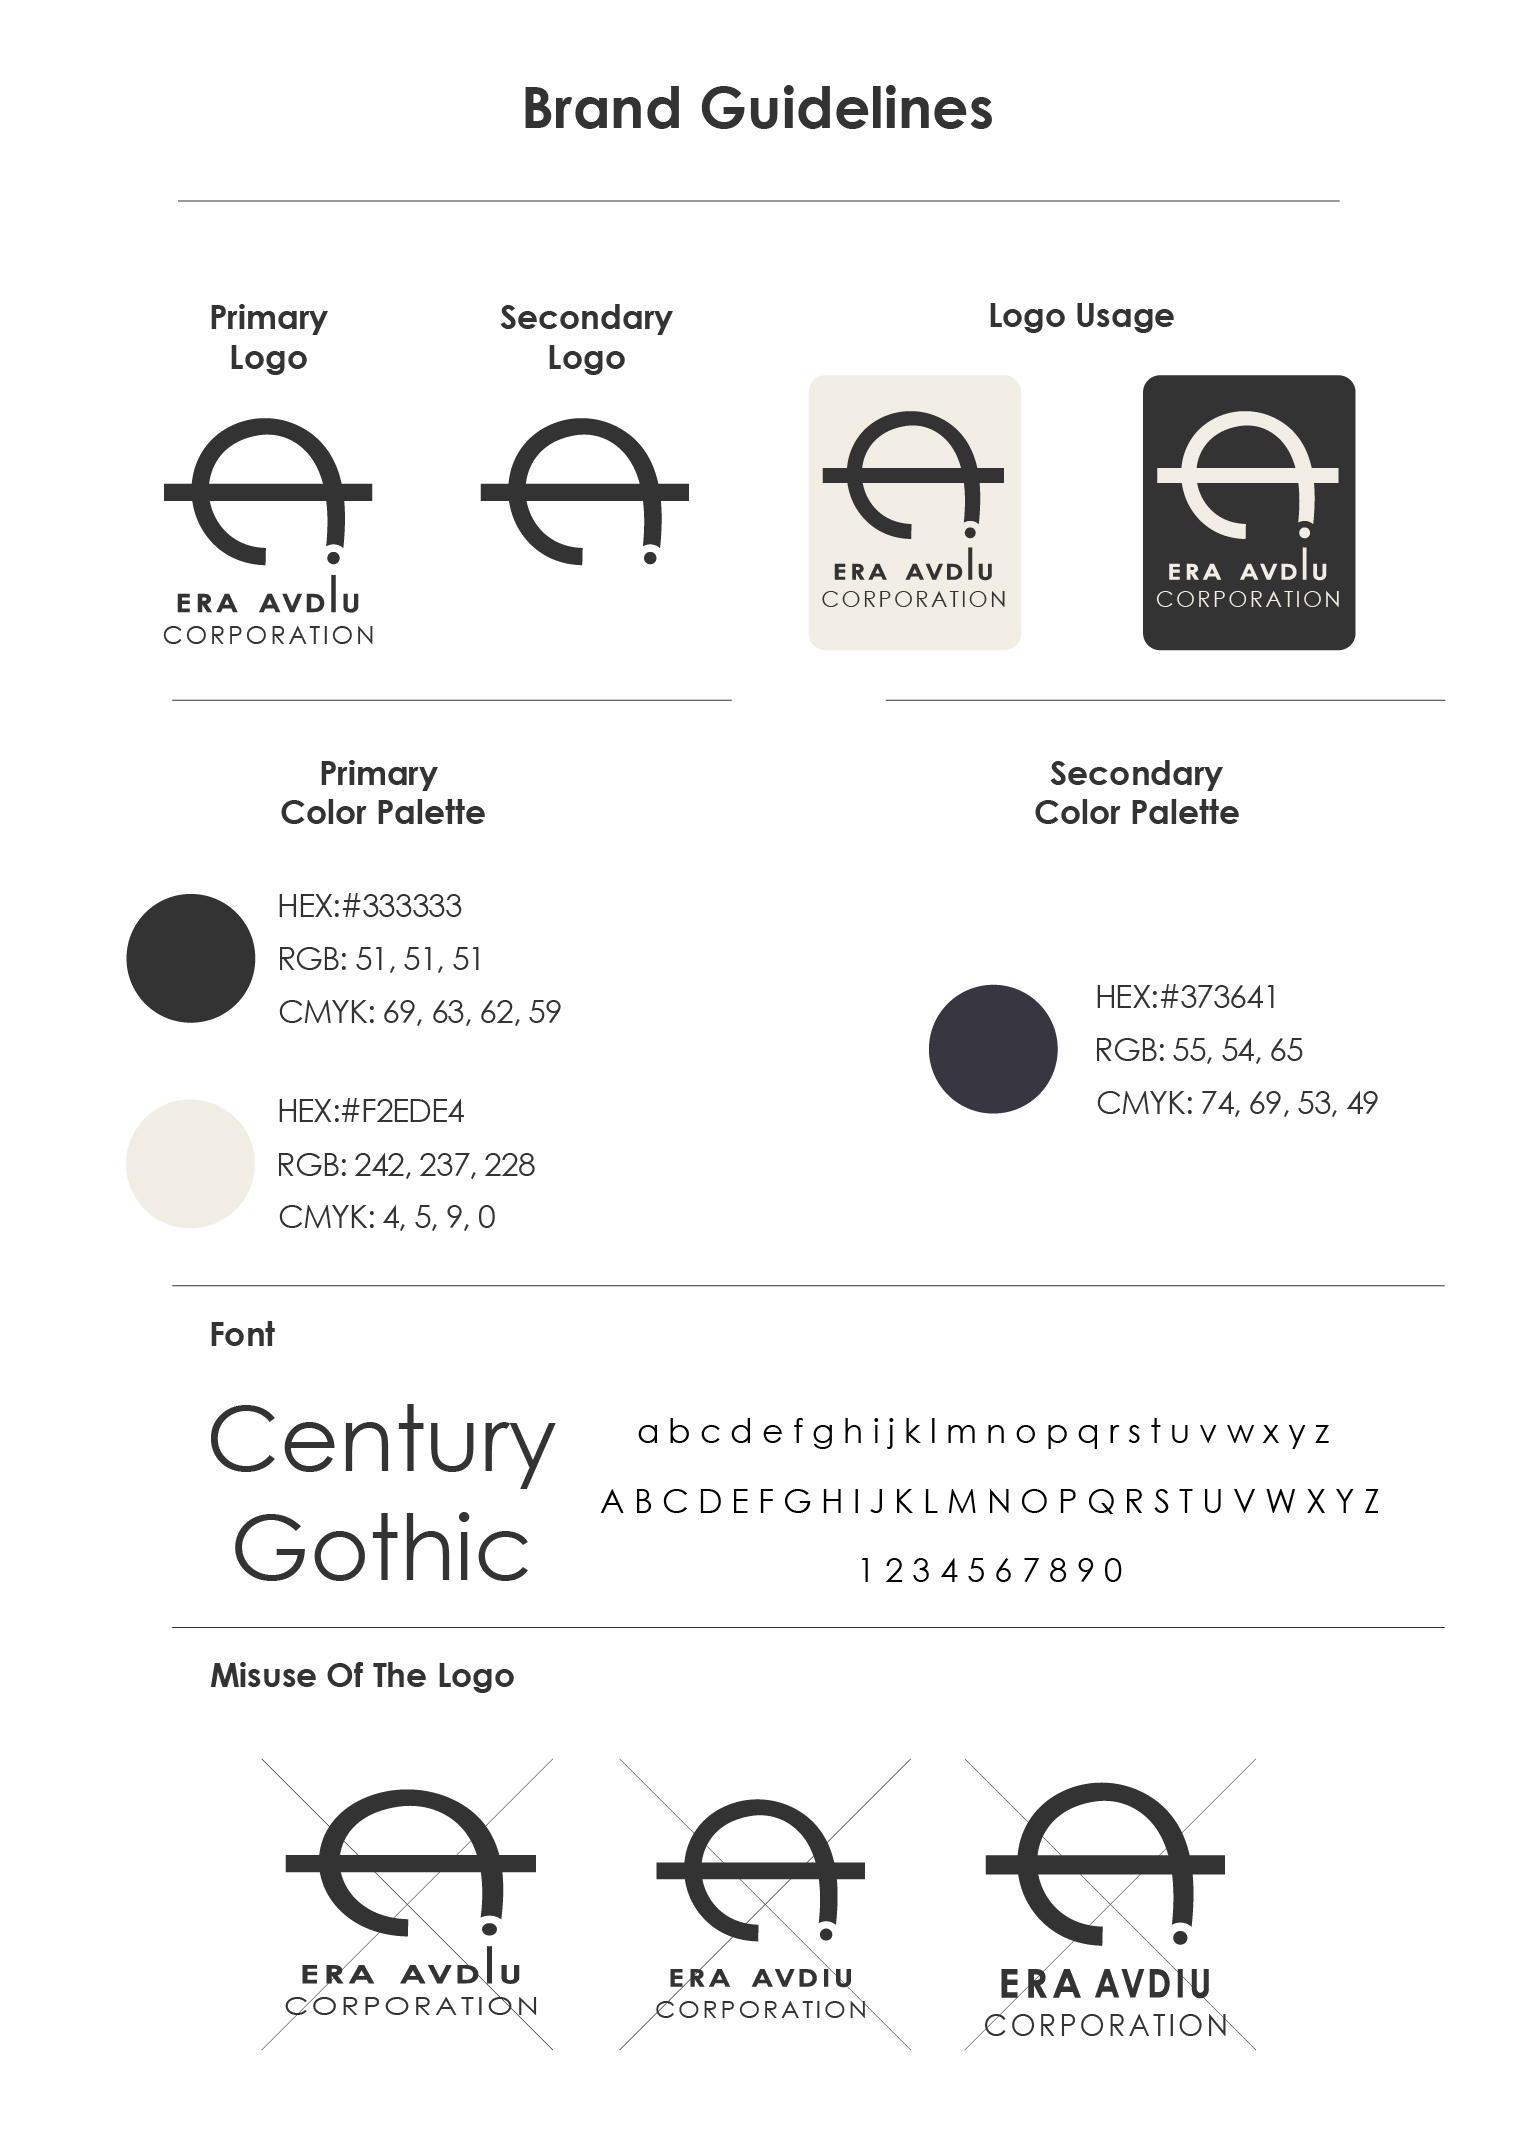 Brand Guidelines
Primary
Logo
Secondary
Logo
Logo Usage
ERA AVDIU
CORPORATION
ERA AVDIU
CORPORATION
ERA AVDIU
CORPORATION
Primary
Color Palette
Secondary
Color Palette
HEX:#333333
RGB: 51, 51, 51
CMYK: 69, 63, 62, 59
HEX:#F2EDE4
RGB: 242, 237, 228
CMYK: 4, 5, 9, 0
HEX:#373641
RGB: 55, 54, 65
CMYK: 74, 69, 53, 49
Font
Century
Gothic
a b c d e f g h i j k l m n o p q r s t u v w x y z
A B C D E F G H I J K L M N O P Q R S T U V W X Y Z
1 2 3 4 5 6 7 8 9 0
Misuse Of The Logo
ERA AVDIU
CORPORATION
ERA AVDIU
CORPORATION
ERA AVDIU
CORPORATION